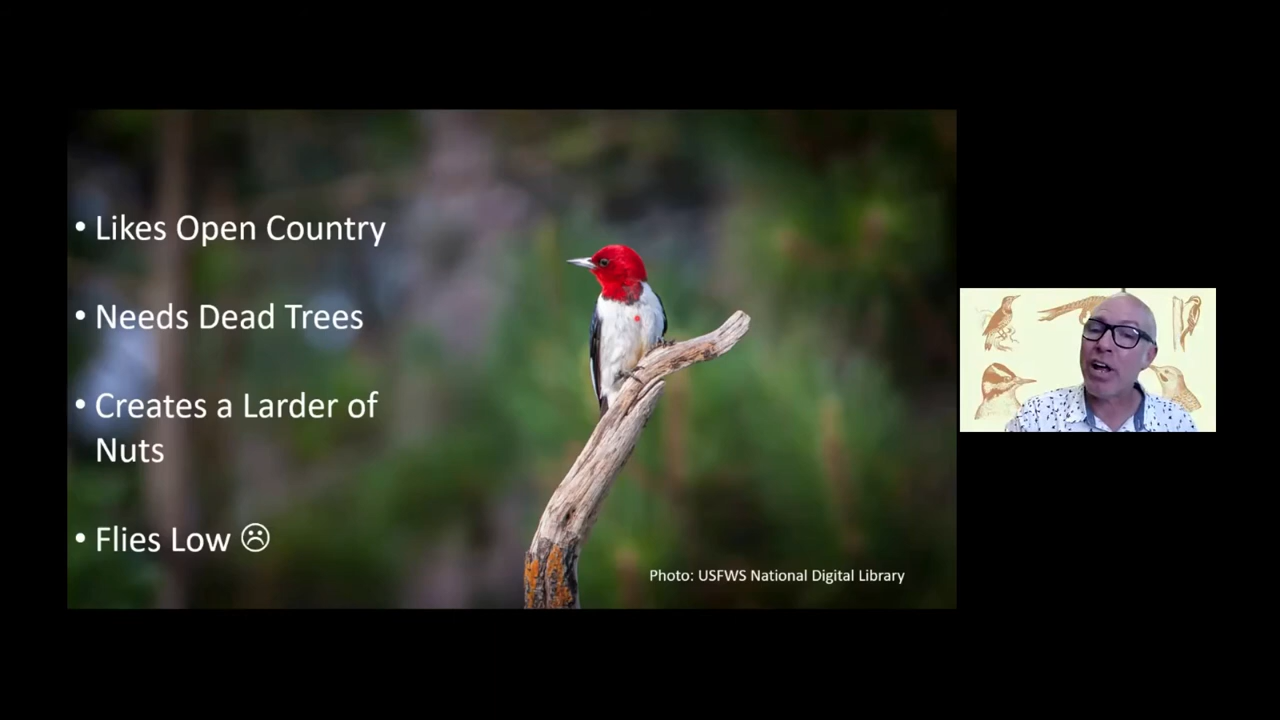 • Likes Open Country
• Needs Dead Trees
• Creates a Larder of
Nuts
• Flies Low ☹
Photo: USFWS National Digital Library